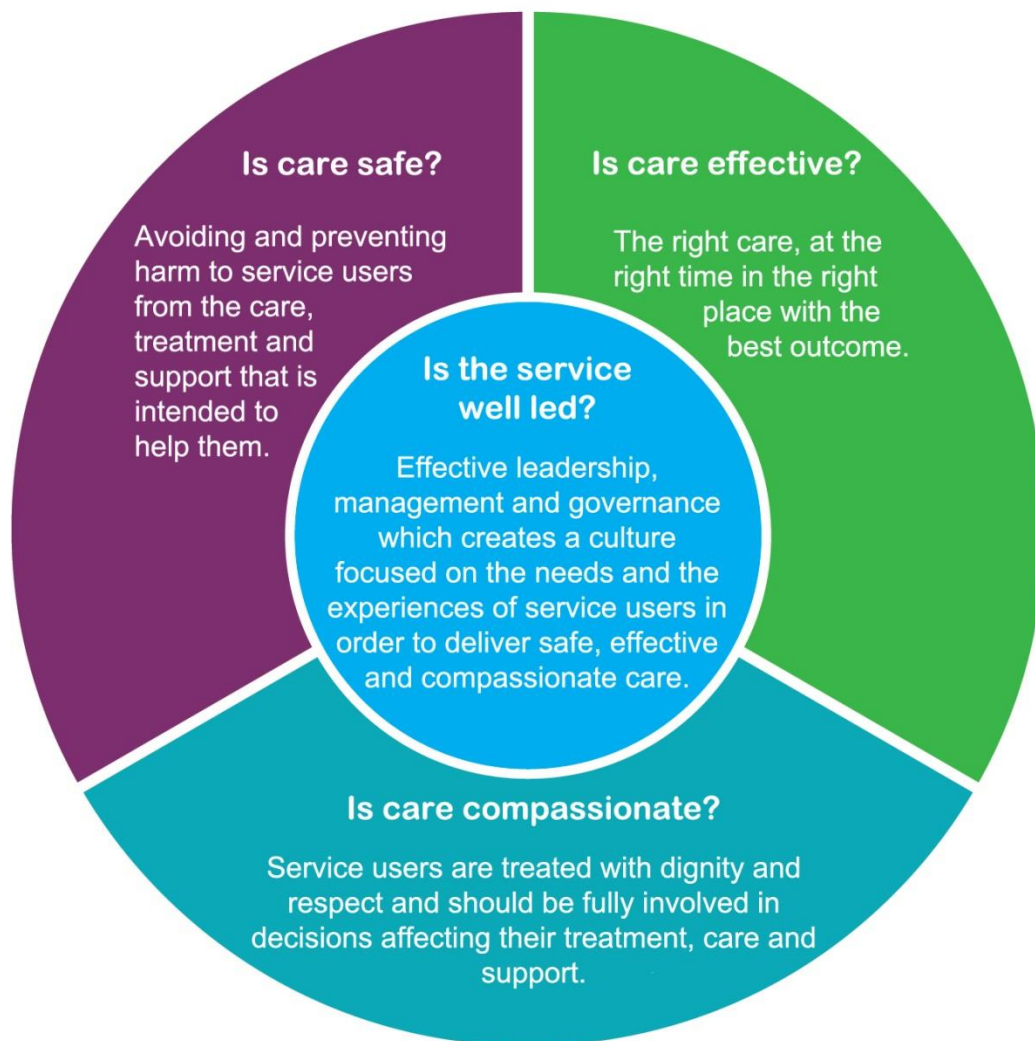 Is care safe?
Avoiding and preventing
harm to service users
from the care,
treatment and
support that is
intended to
help them.
Is care effective?
The right care, at the
right time in the right
place with the
best outcome.
Is the service
well led?
Effective leadership,
management and governance
which creates a culture
focused on the needs and the
experiences of service users in
order to deliver safe, effective
and compassionate care.
Is care compassionate?
Service users are treated with dignity and
respect and should be fully involved in
decisions affecting their treatment, care and
support.